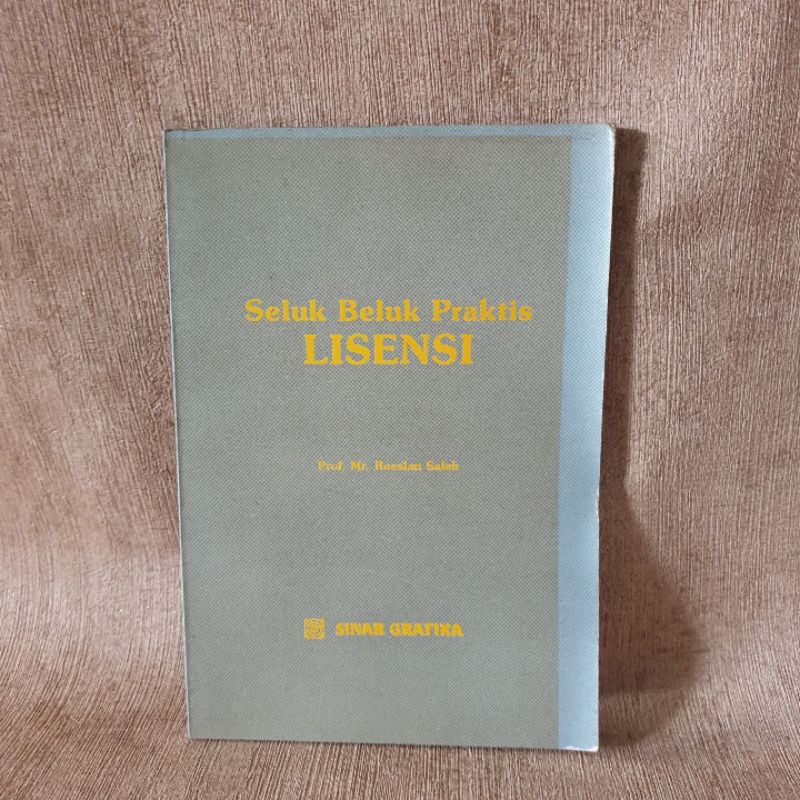 Seluk Beluk Praktis
LISENSI
Prof. Mr. Roeslan Saleh
SINAR GRAFIKA